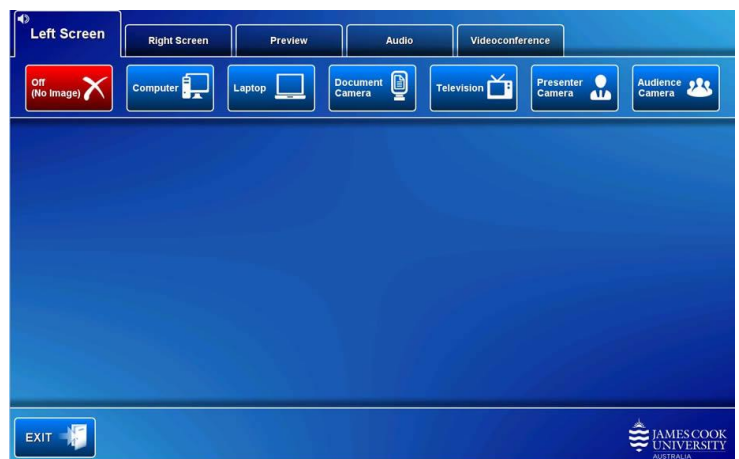 Left Screen
Right Screen
Preview
Audio
Videoconference
Off
(No Image)
Computer
Laptop
Document
Camera
Television
Presenter
Camera
Audience
Camera
EXIT
JAMES COOK
UNIVERSITY
AUSTRALIA